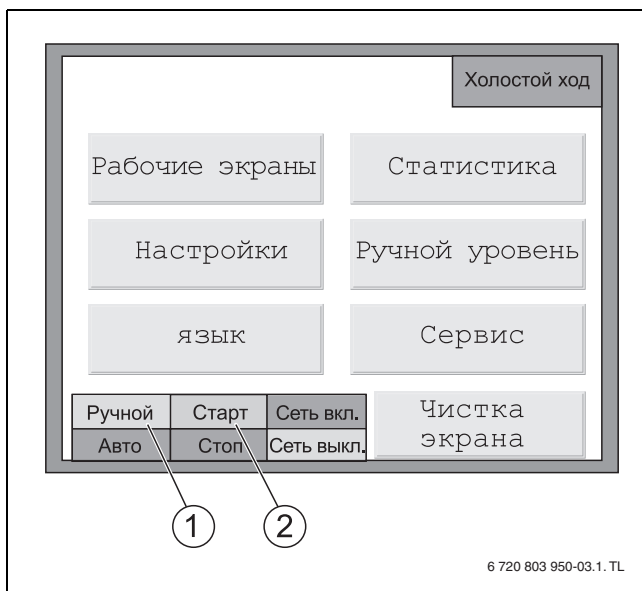 Холостой ход
Рабочие экраны Статистика
Настройки Ручной уровень
язык Сервис
Ручной Старт Сеть вкл.
Авто Стоп Сеть выкл.
Чистка
экрана
1 2
6 720 803 950-03.1. TL